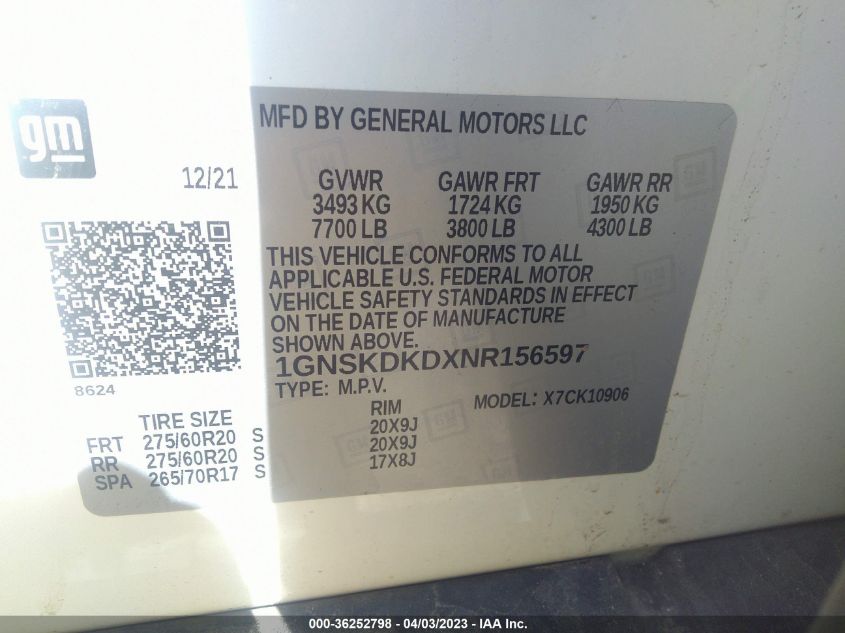 gm
MFD BY GENERAL MOTORS LLC
12/21
GVWR GAWR FRT GAWR RR
3493 KG 1724 KG 1950 KG
7700 LB 3800 LB 4300 LB
THIS VEHICLE CONFORMS TO ALL
APPLICABLE U.S. FEDERAL MOTOR
VEHICLE SAFETY STANDARDS IN EFFECT
ON THE DATE OF MANUFACTURE
SHOWN ABOVE.
1GNSKDKDXNR156597
8624
TYPE: M.P.V. MODEL: X7CK10906
TIRE SIZE RIM
FRT 275/60R20 S 20X9J
RR 275/60R20 S 20X9J
SPA 265/70R17 S 17X8J
000-36252798 - 04/03/2023 - IMPACT AUTO AUCTIONS, INC.